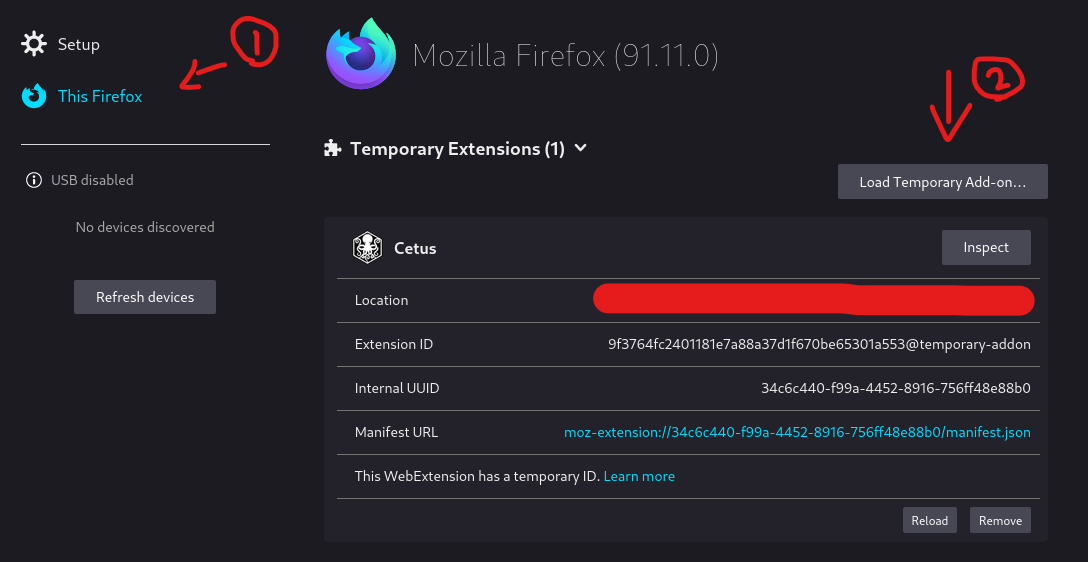 Setup
This Firefox
USB disabled
No devices discovered
Refresh devices
1
Mozilla Firefox (91.11.0)
2
Temporary Extensions (1)
Load Temporary Add-on…
Cetus
Inspect
Location
Extension ID 9f3764fc2401181e7a88a37d1f670be65301a553@temporary-addon
Internal UUID 34c6c440-f99a-4452-8916-756ff48e88b0
Manifest URL moz-extension://34c6c440-f99a-4452-8916-756ff48e88b0/manifest.json
This WebExtension has a temporary ID. Learn more
Reload Remove